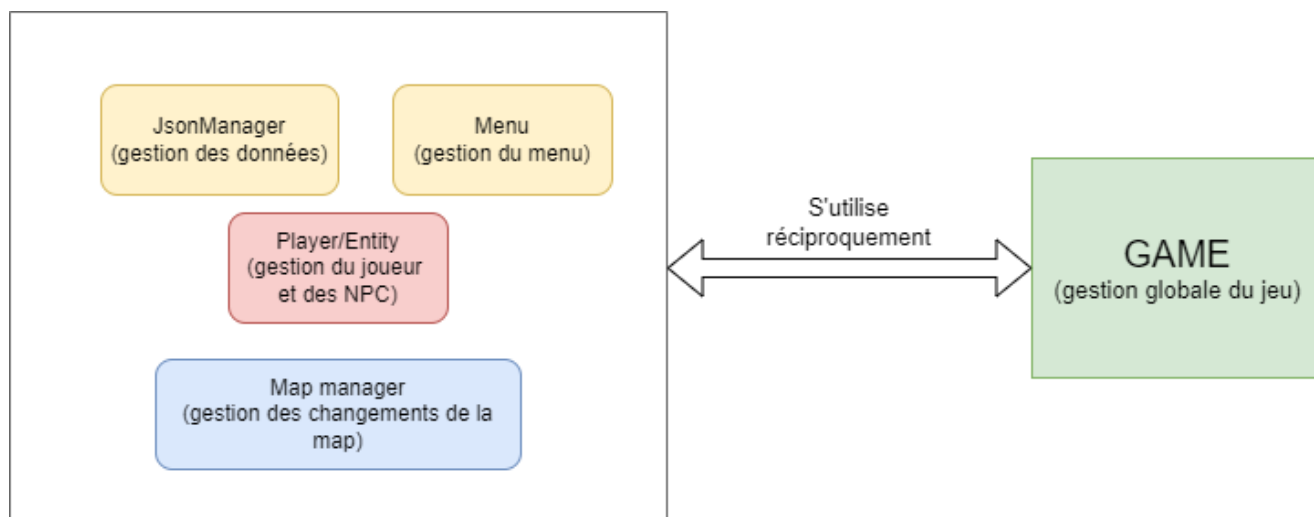 JsonManager
(gestion des données)
Menu
(gestion du menu)
Player/Entity
(gestion du joueur
et des NPC)
Map manager
(gestion des changements de la
map)
S'utilise
réciproquement
GAME
(gestion globale du jeu)